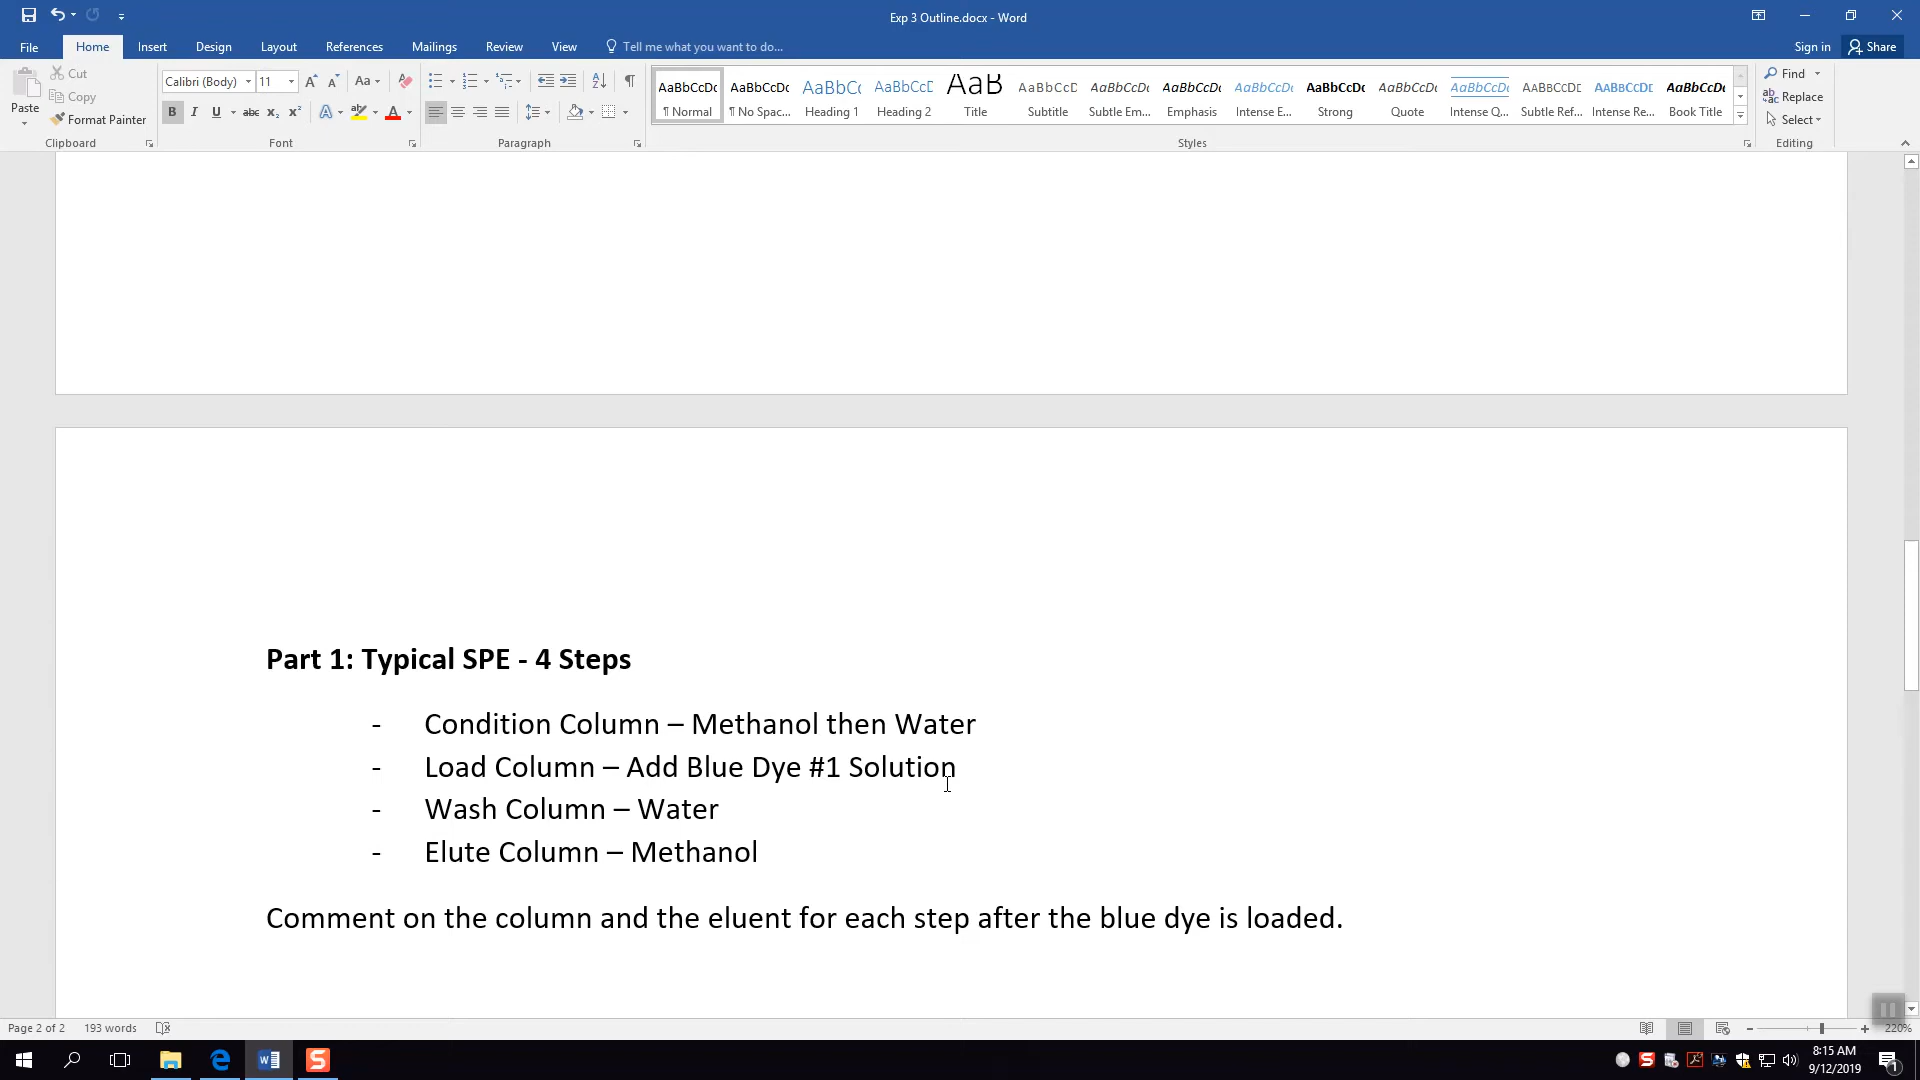 Exp 3 Outline.docx - Word
File Home Insert Design Layout References Mailings Review View Tell me what you want to do... Sign in Share
Paste
Cut
Copy
Format Painter
Clipboard
Calibri (Body) 11 Aa
B I U abc x₂ x² A A
Font
Paragraph
AaBbCcDc AaBbCcDc AaBbCc AaBbCcD AaB AaBbCcD AaBbCcDc AaBbCcDc AaBbCcDc AaBbCcDc AaBbCcDc AaBbCcDc AABBCCDD AABBCCDD AaBbCcDc
¶ Normal ¶ No Spac... Heading 1 Heading 2 Title Subtitle Subtle Em... Emphasis Intense E... Strong Quote Intense Q... Subtle Ref... Intense Re... Book Title
Styles
Find
Replace
Select
Editing
Part 1: Typical SPE - 4 Steps
- Condition Column – Methanol then Water
- Load Column – Add Blue Dye #1 Solution
- Wash Column – Water
- Elute Column – Methanol
Comment on the column and the eluent for each step after the blue dye is loaded.
Page 2 of 2 193 words 220%
8:15 AM
9/12/2019